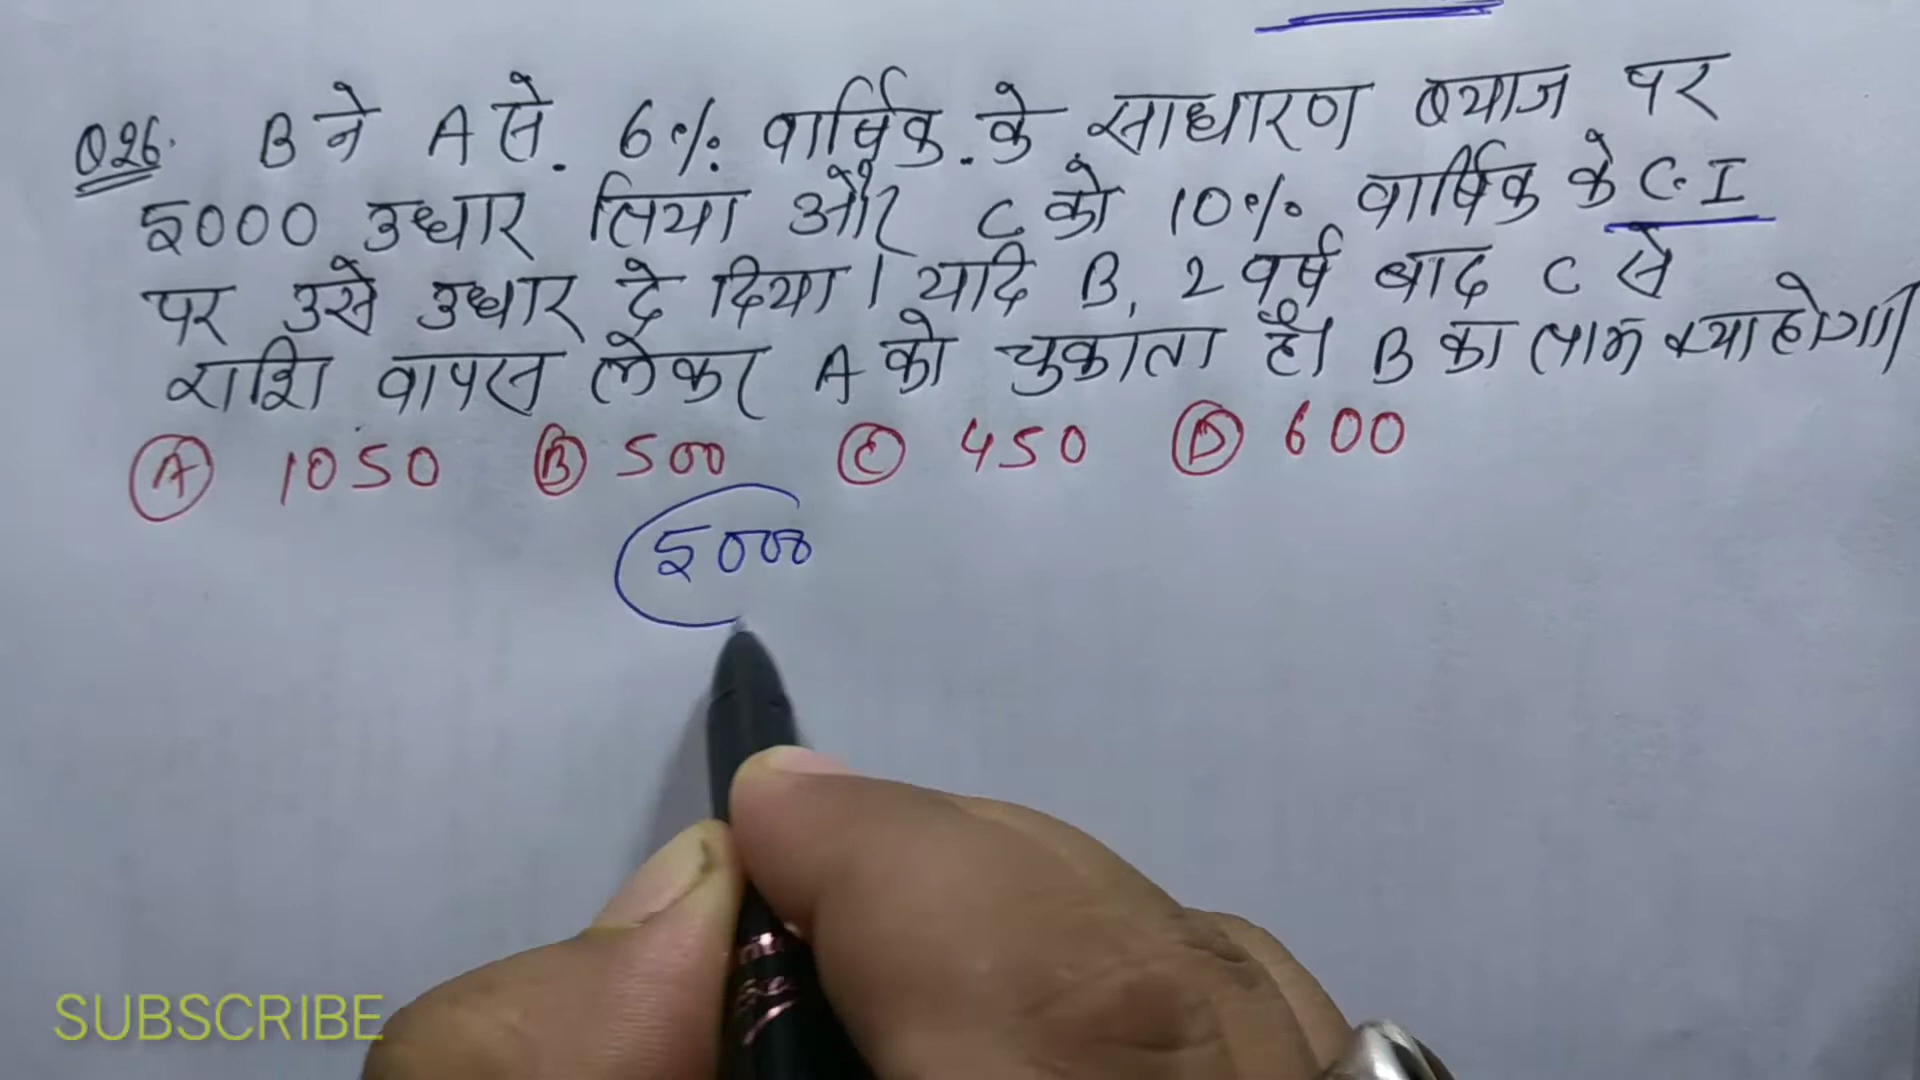 Q26. B ने A से 6% वार्षिक के साधारण ब्याज पर
5000 उधार लिया और C को 10% वार्षिक के C.I
पर उसे उधार दे दिया। यदि B, 2 वर्ष बाद C से
राशि वापस लेकर A को चुकाता है। B का लाभ क्या होगा।
(A) 1050 (B) 500 (C) 450 (D) 600
5000
SUBSCRIBE